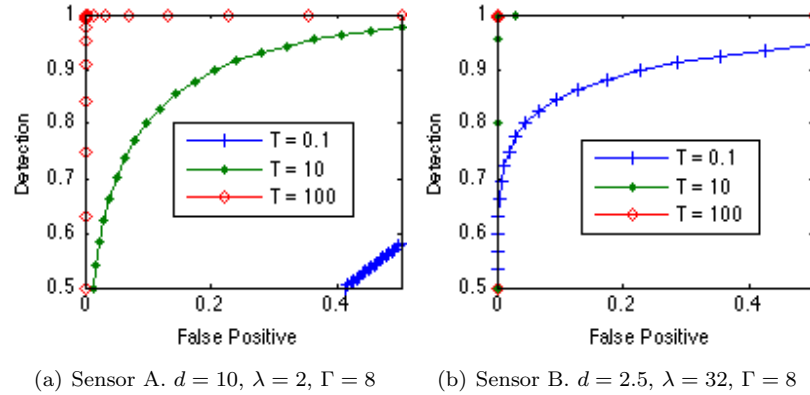 1
0.9
0.8
0.7
0.6
0.5
Detection
0
0.2
0.4
False Positive
T = 0.1
T = 10
T = 100
(a) Sensor A. d = 10, λ = 2, Γ = 8
1
0.9
0.8
0.7
0.6
0.5
Detection
0
0.2
0.4
False Positive
T = 0.1
T = 10
T = 100
(b) Sensor B. d = 2.5, λ = 32, Γ = 8